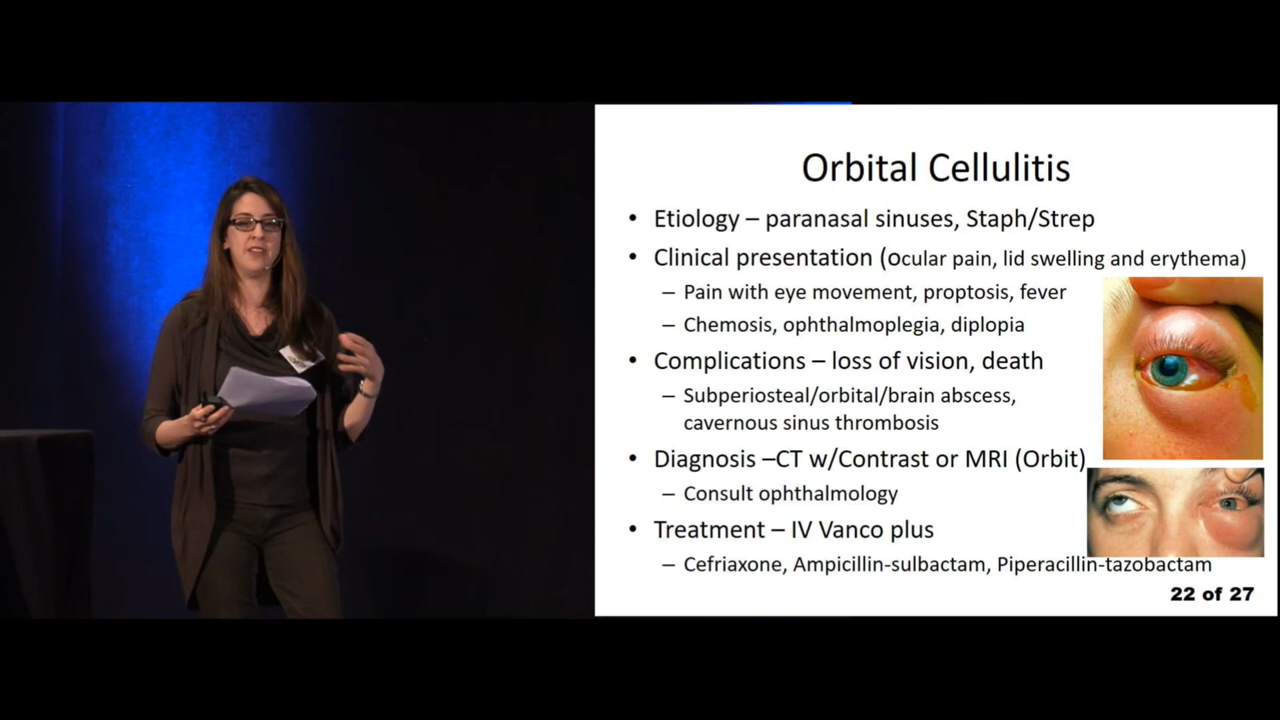 Orbital Cellulitis
• Etiology – paranasal sinuses, Staph/Strep
• Clinical presentation (ocular pain, lid swelling and erythema)
– Pain with eye movement, proptosis, fever
– Chemosis, ophthalmoplegia, diplopia
• Complications – loss of vision, death
– Subperiosteal/orbital/brain abscess,
cavernous sinus thrombosis
• Diagnosis –CT w/Contrast or MRI (Orbit)
– Consult ophthalmology
• Treatment – IV Vanco plus
– Cefriaxone, Ampicillin-sulbactam, Piperacillin-tazobactam
22 of 27